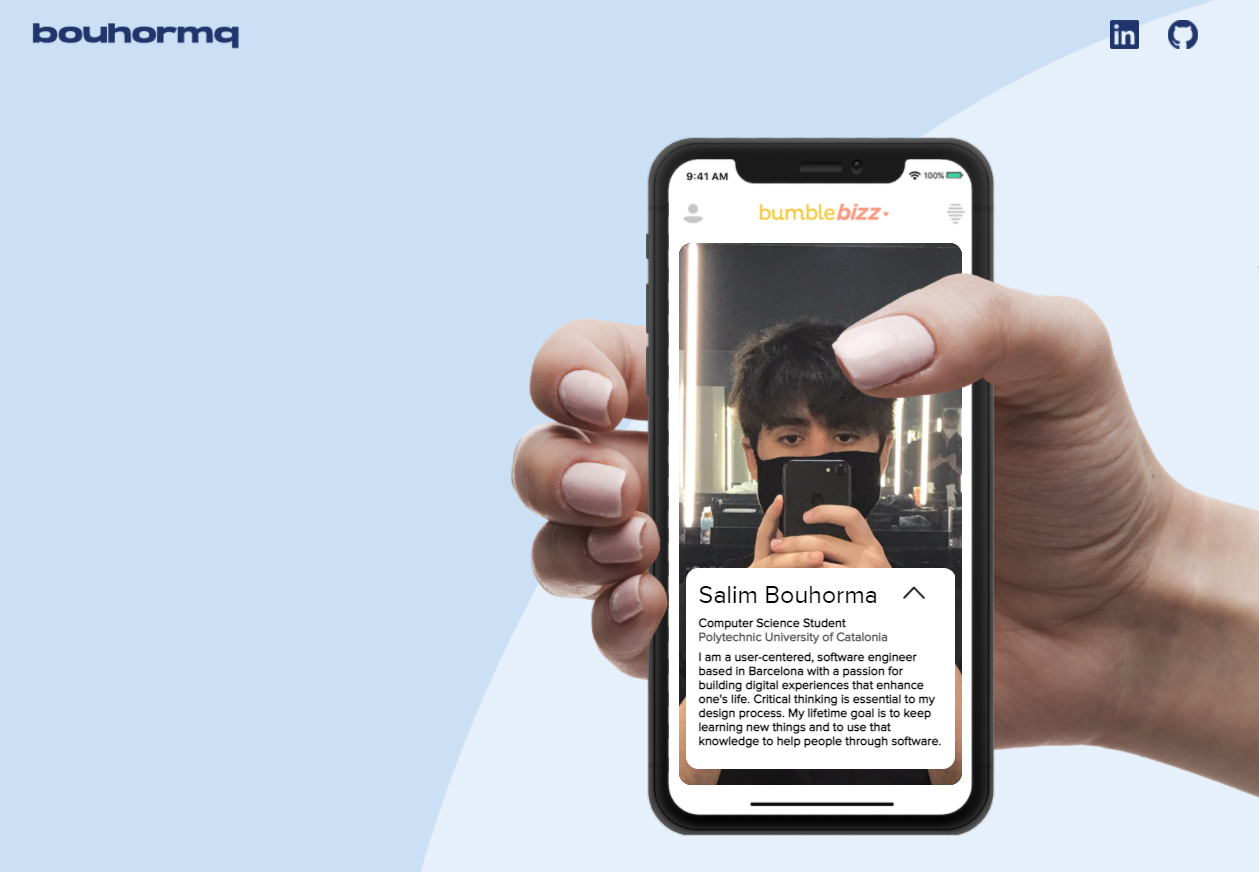 bouhormq
in
9:41 AM
100%
bumble bizz
Salim Bouhorma
Computer Science Student
Polytechnic University of Catalonia
I am a user-centered, software engineer
based in Barcelona with a passion for
building digital experiences that enhance
one's life. Critical thinking is essential to my
design process. My lifetime goal is to keep
learning new things and to use that
knowledge to help people through software.